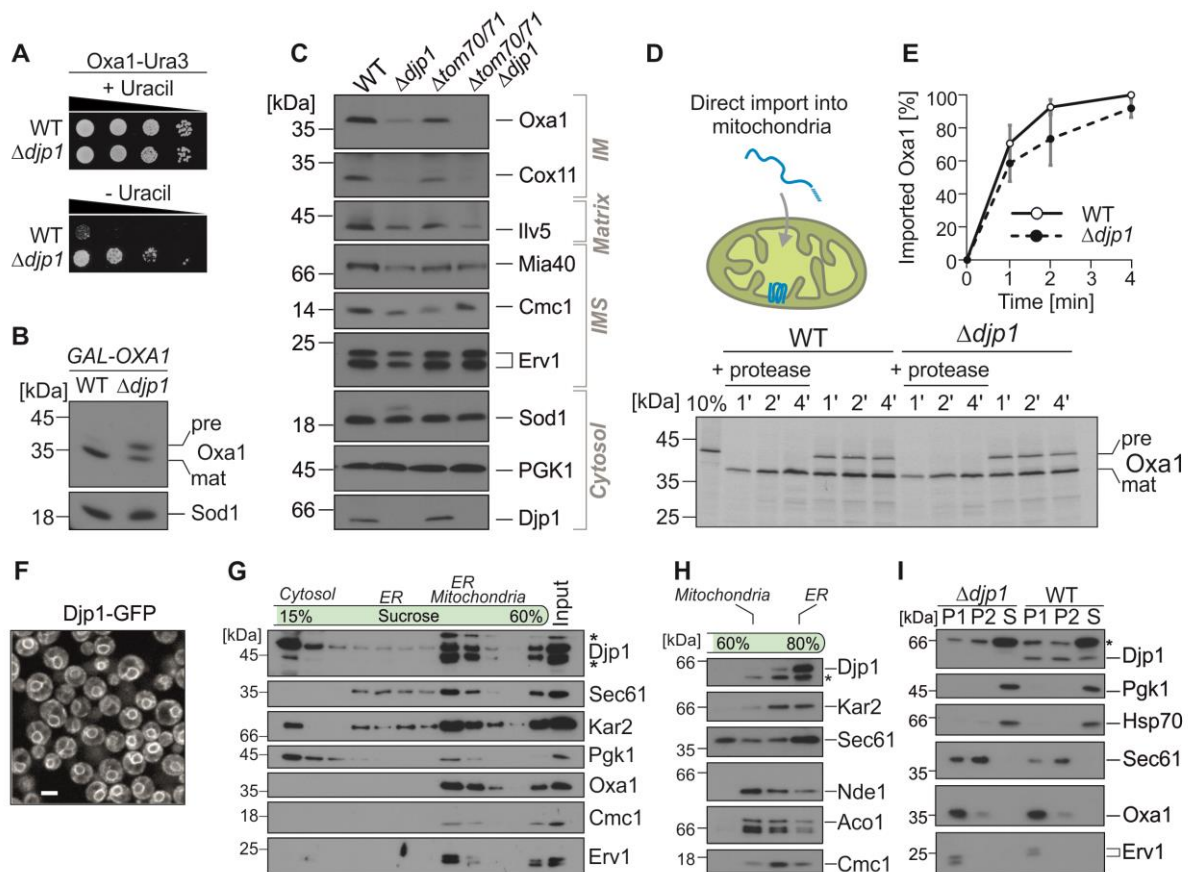 A
Oxa1-Ura3
+ Uracil
WT
Δdjp1
- Uracil
WT
Δdjp1
B
GAL-OXA1
[kDa] WT Δdjp1
45
35
18
pre
Oxa1
mat
Sod1
C
WT Δdjp1 Δtom70/71 Δtom70/71 Δdjp1
[kDa]
35 Oxa1
35 Cox11
IM
45 Ilv5
Matrix
66 Mia40
14 Cmc1
25 Erv1
IMS
18 Sod1
45 PGK1
66 Djp1
Cytosol
D
Direct import into
mitochondria
E
Imported Oxa1 [%]
100
80
60
40
20
0
WT
Δdjp1
0 1 2 3 4
Time [min]
WT Δdjp1
+ protease + protease
[kDa] 10% 1' 2' 4' 1' 2' 4' 1' 2' 4' 1' 2' 4'
45
35
25
pre
Oxa1
mat
F
Djp1-GFP
G
Cytosol ER ER Mitochondria Input
15% Sucrose 60%
[kDa]
*
45 Djp1
*
35 Sec61
66 Kar2
45 Pgk1
35 Oxa1
18 Cmc1
25 Erv1
H
Mitochondria ER
60% 80%
66 Djp1
*
66 Kar2
35 Sec61
Nde1
66 Aco1
18 Cmc1
I
Δdjp1 WT
[kDa] P1 P2 S P1 P2 S
66 *
Djp1
45 Pgk1
66 Hsp70
35 Sec61
35 Oxa1
25 Erv1